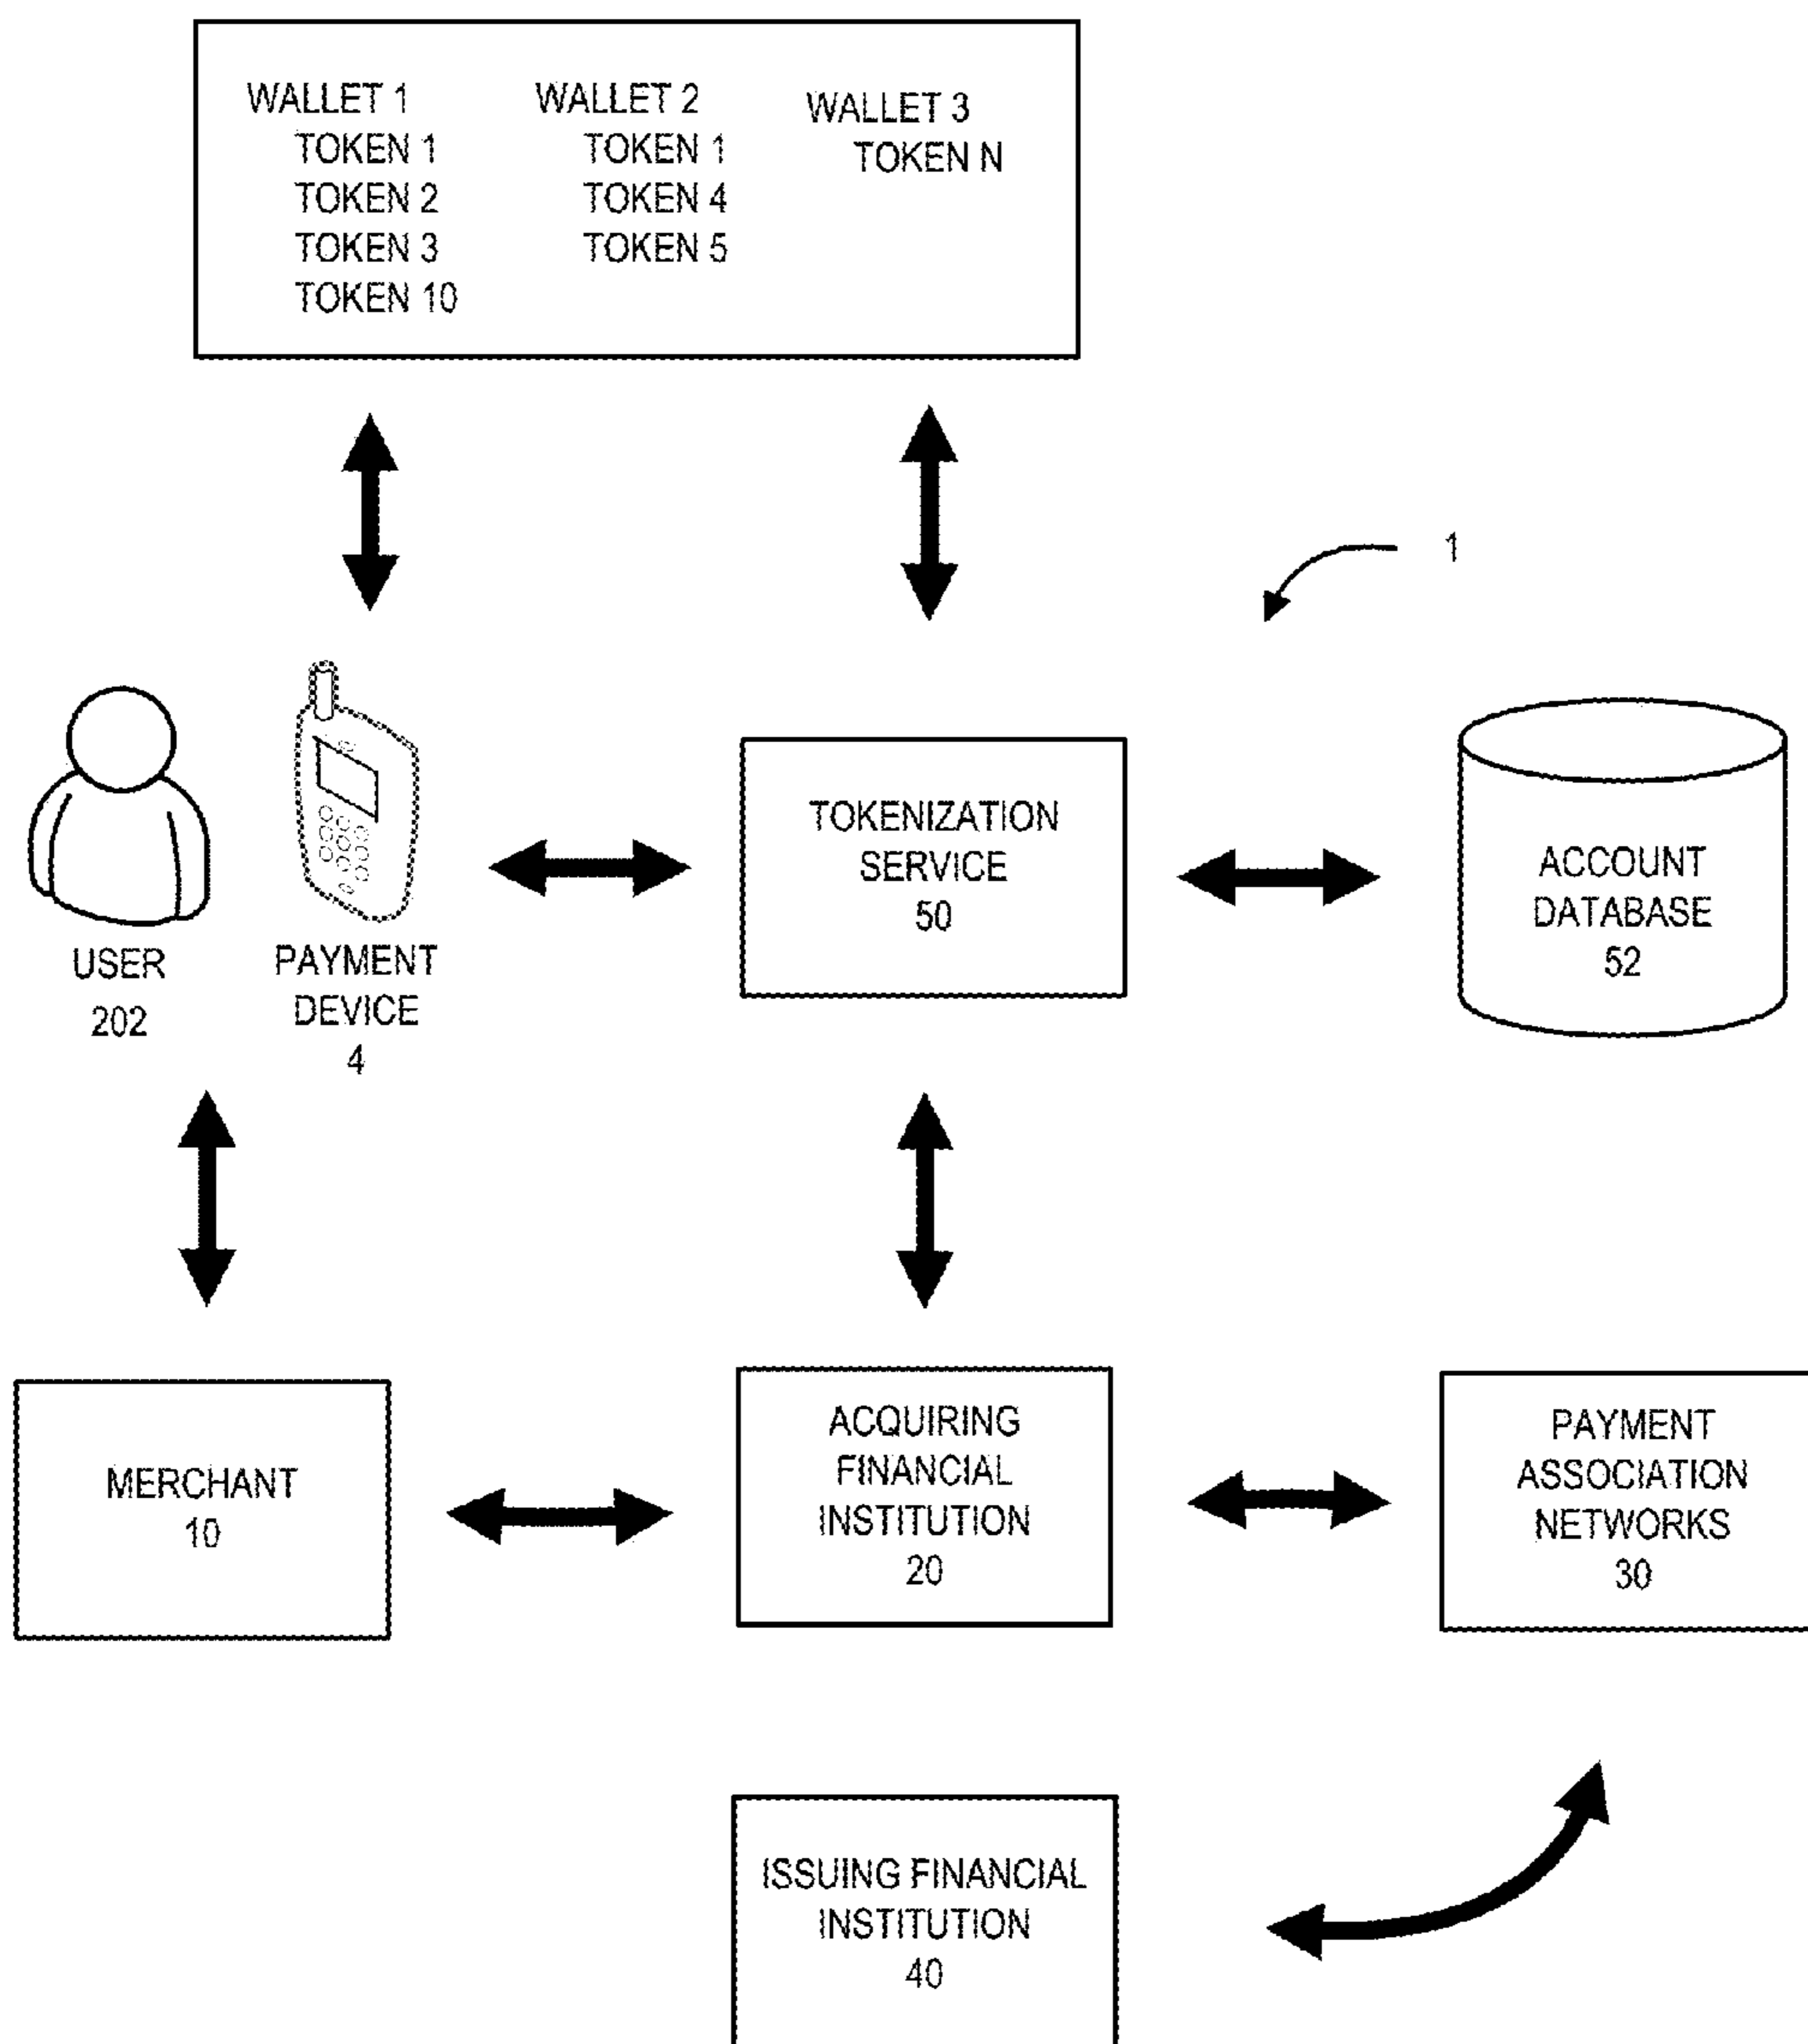 WALLET 1
TOKEN 1
TOKEN 2
TOKEN 3
TOKEN 10
WALLET 2
TOKEN 1
TOKEN 4
TOKEN 5
WALLET 3
TOKEN N
1
USER
202
PAYMENT
DEVICE
4
TOKENIZATION
SERVICE
50
ACCOUNT
DATABASE
52
MERCHANT
10
ACQUIRING
FINANCIAL
INSTITUTION
20
PAYMENT
ASSOCIATION
NETWORKS
30
ISSUING FINANCIAL
INSTITUTION
40